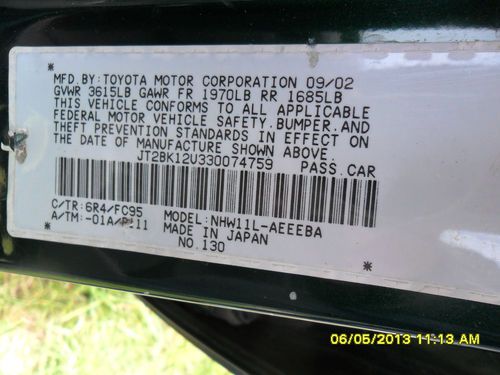 MFD.BY:TOYOTA MOTOR CORPORATION 09/02
GVWR 3615LB GAWR FR 1970LB RR 1685LB
THIS VEHICLE CONFORMS TO ALL APPLICABLE
FEDERAL MOTOR VEHICLE SAFETY,BUMPER,AND
THEFT PREVENTION STANDARDS IN EFFECT ON
THE DATE OF MANUFACTURE SHOWN ABOVE.
JT2BK12U330074759 PASS.CAR
C/TR:6R4/FC95 MODEL:NHW11L-AEEEBA
A/TM:-01A/P111 MADE IN JAPAN
NO.130
06/05/2013 11:13 AM